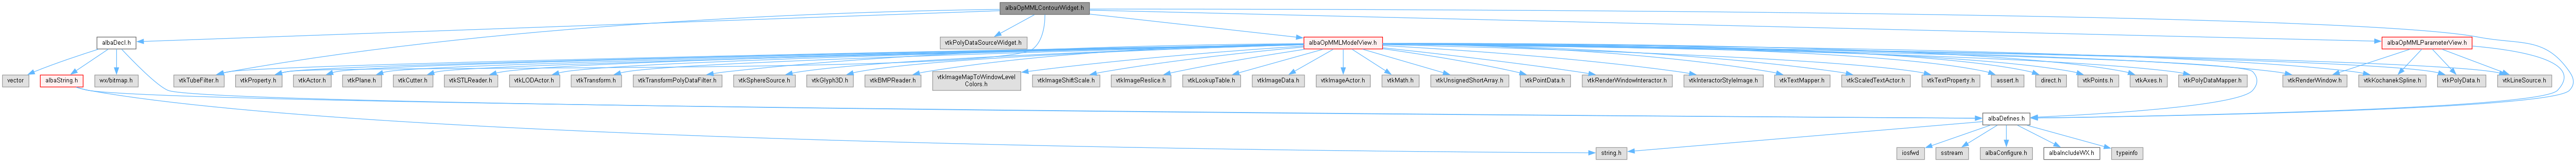 albaOpMMLContourWidget.h
albaDecl.h
vtkPolyDataSourceWidget.h
albaOpMMLModelView.h
albaOpMMLParameterView.h
vector
albaString.h
wx/bitmap.h
vtkTubeFilter.h
vtkProperty.h
vtkActor.h
vtkPlane.h
vtkCutter.h
vtkSTLReader.h
vtkLODActor.h
vtkTransform.h
vtkTransformPolyDataFilter.h
vtkSphereSource.h
vtkGlyph3D.h
vtkBMPReader.h
vtkImageMapToWindowLevel
Colors.h
vtkImageShiftScale.h
vtkImageReslice.h
vtkLookupTable.h
vtkImageData.h
vtkImageActor.h
vtkMath.h
vtkUnsignedShortArray.h
vtkPointData.h
vtkRenderWindowInteractor.h
vtkInteractorStyleImage.h
vtkTextMapper.h
vtkScaledTextActor.h
vtkTextProperty.h
assert.h
direct.h
vtkPoints.h
vtkAxes.h
vtkPolyDataMapper.h
vtkRenderWindow.h
vtkKochanekSpline.h
vtkPolyData.h
vtkLineSource.h
albaDefines.h
string.h
iosfwd
sstream
albaConfigure.h
albaIncludeWX.h
typeinfo